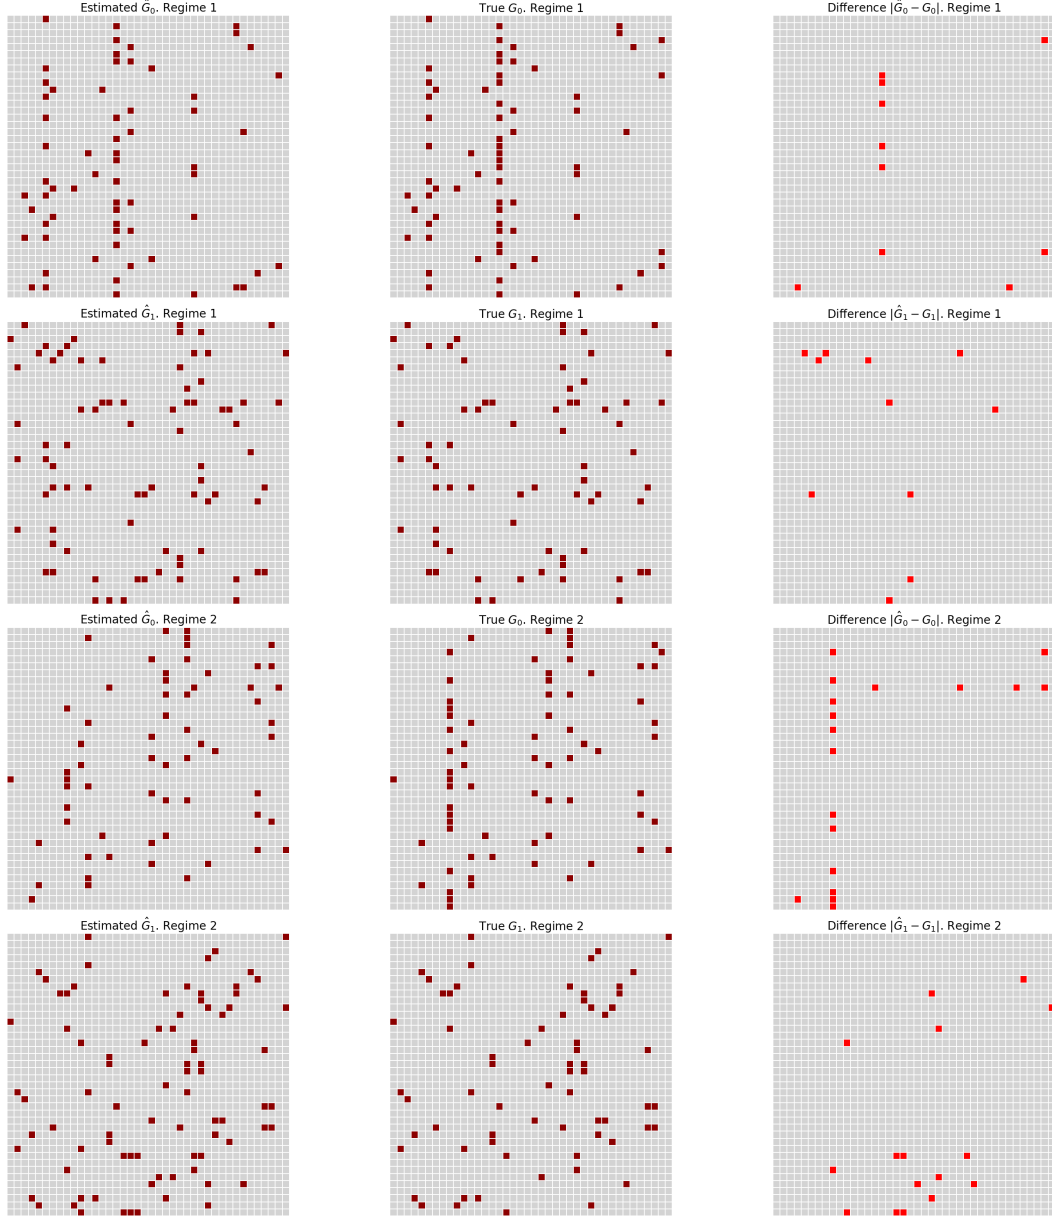 Estimated Ĝ₀. Regime 1
True G₀. Regime 1
Difference |Ĝ₀ − G₀|. Regime 1
Estimated Ĝ₁. Regime 1
True G₁. Regime 1
Difference |Ĝ₁ − G₁|. Regime 1
Estimated Ĝ₀. Regime 2
True G₀. Regime 2
Difference |Ĝ₀ − G₀|. Regime 2
Estimated Ĝ₁. Regime 2
True G₁. Regime 2
Difference |Ĝ₁ − G₁|. Regime 2